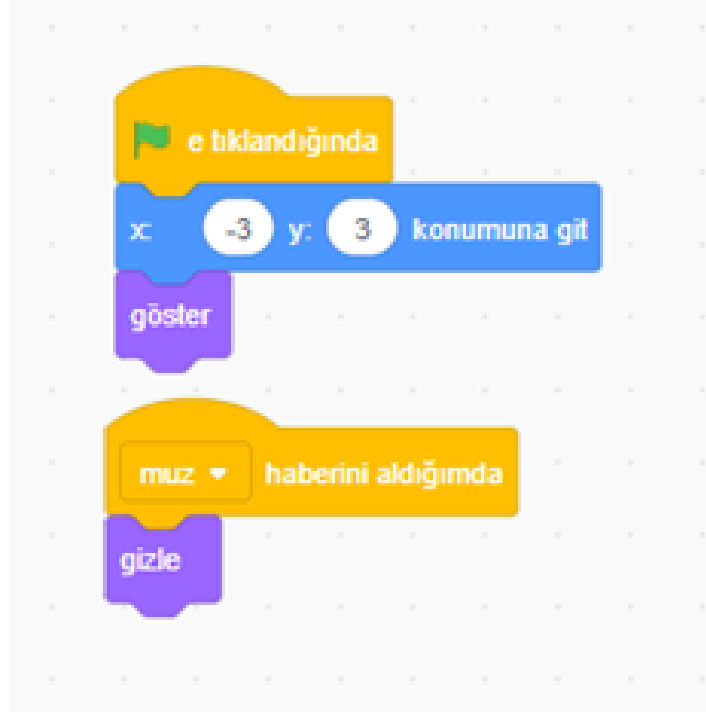 e tıklandığında
x: -3 y: 3 konumuna git
göster
muz haberini aldığımda
gizle